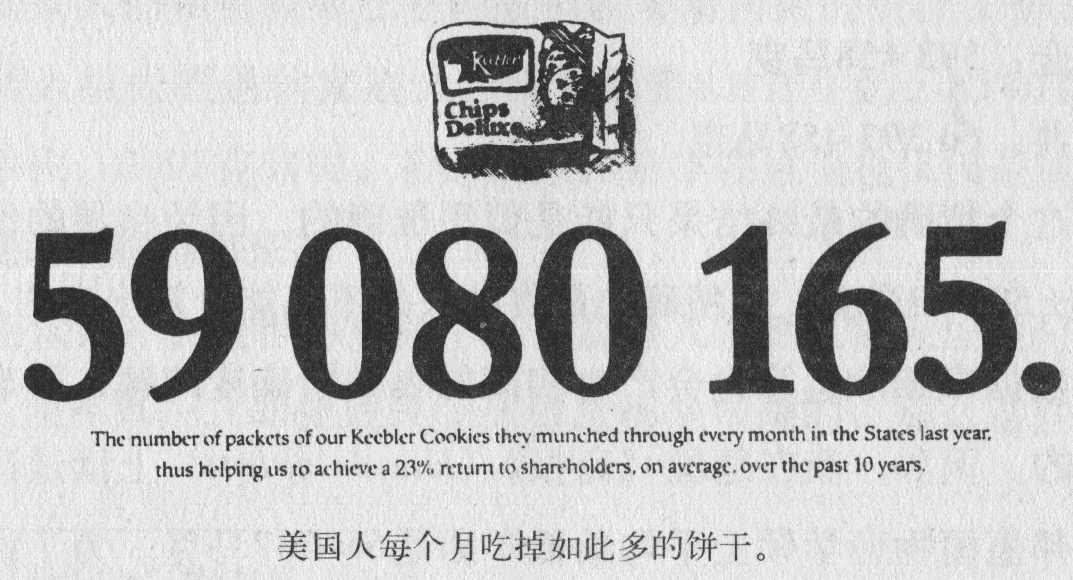 Keebler
Chips
Deluxe
59 080 165.
The number of packets of our Keebler Cookies they munched through every month in the States last year,
thus helping us to achieve a 23% return to shareholders, on average, over the past 10 years.
美国人每个月吃掉如此多的饼干。